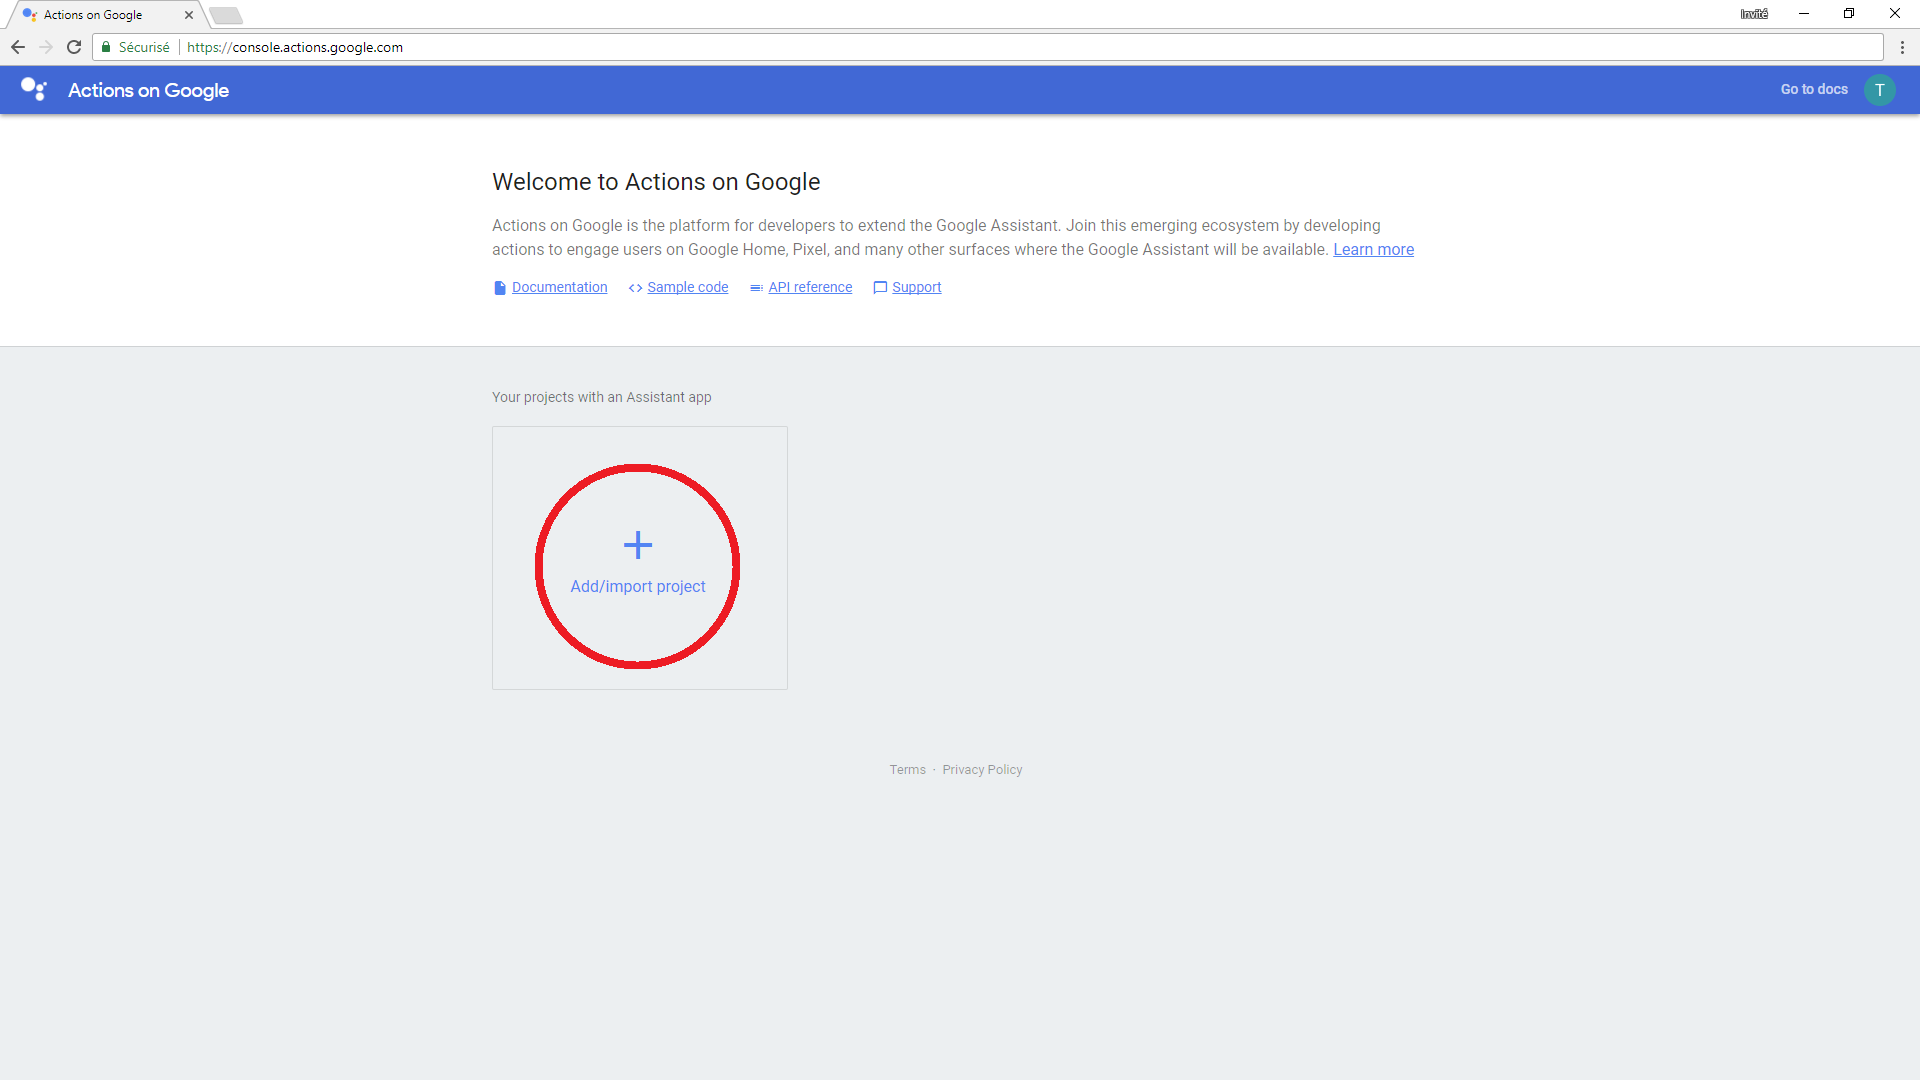 Actions on Google
Invité
Sécurisé
https://console.actions.google.com
Actions on Google
Go to docs
T
Welcome to Actions on Google
Actions on Google is the platform for developers to extend the Google Assistant. Join this emerging ecosystem by developing
actions to engage users on Google Home, Pixel, and many other surfaces where the Google Assistant will be available. Learn more
Documentation
Sample code
API reference
Support
Your projects with an Assistant app
Add/import project
Terms · Privacy Policy